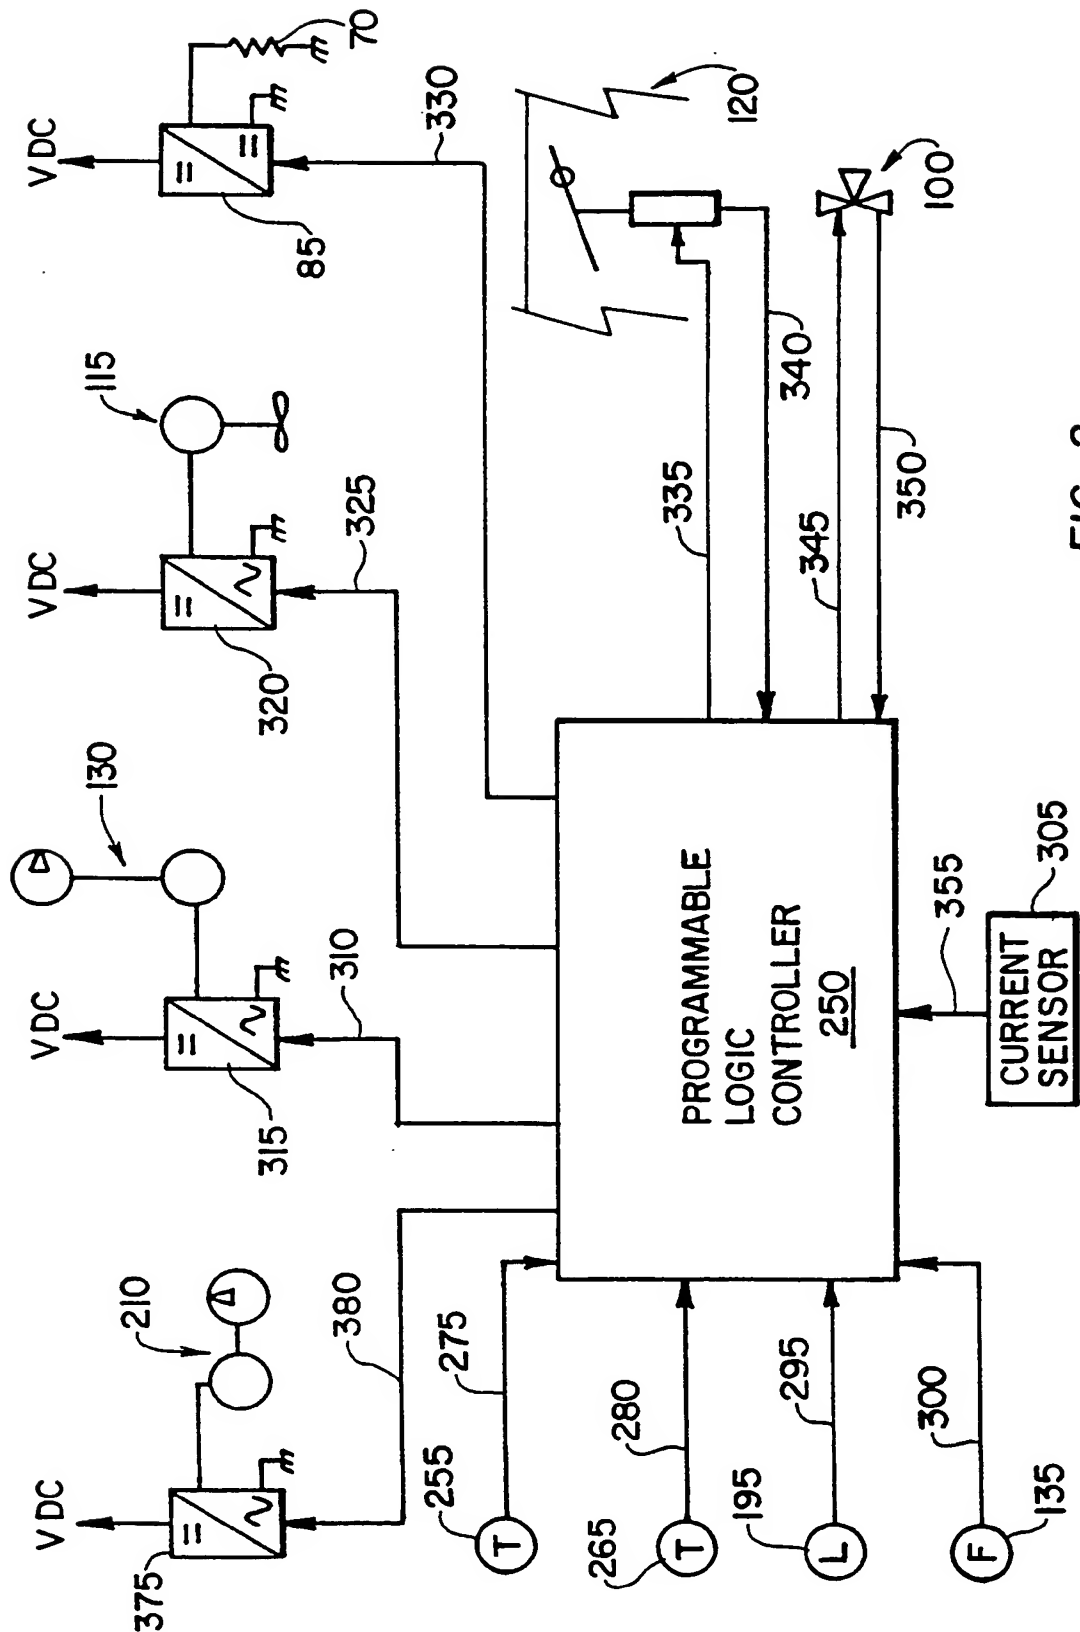 VDC
VDC
VDC
VDC
375
210
315
130
320
115
85
70
380
310
325
330
255
T
275
265
T
280
195
L
295
135
F
300
PROGRAMMABLE
LOGIC
CONTROLLER
250
335
340
120
345
350
100
355
CURRENT
SENSOR
305